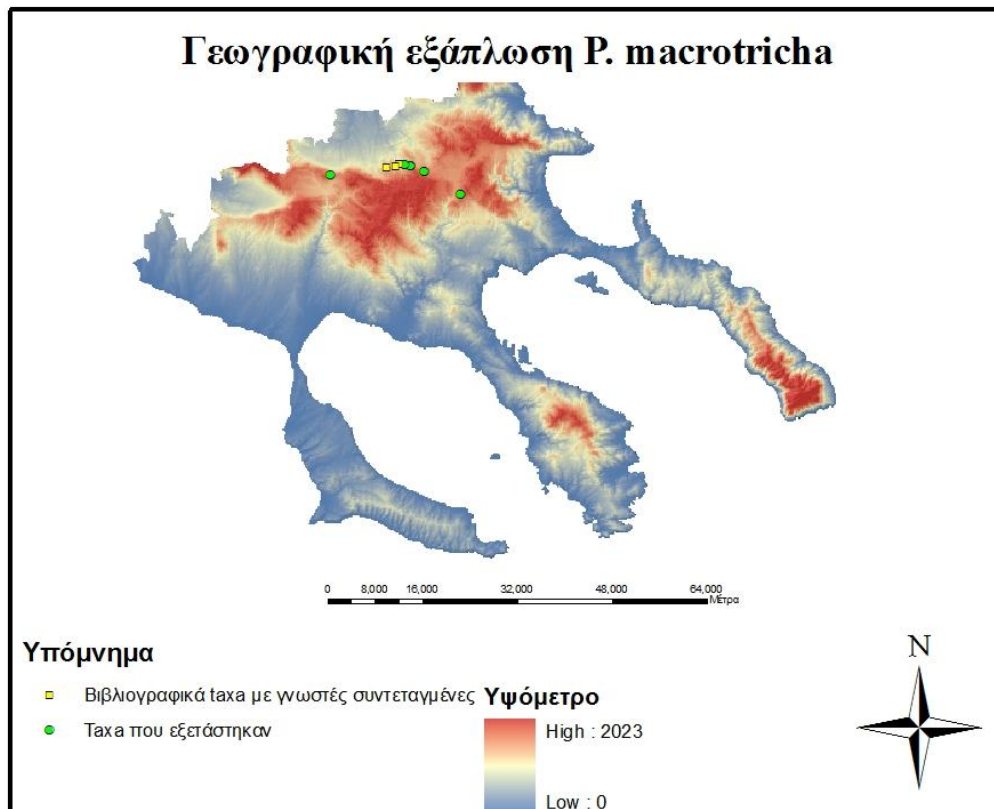 Γεωγραφική εξάπλωση P. macrotricha
0 8,000 16,000 32,000 48,000 64,000
Μέτρα
Υπόμνημα
Βιβλιογραφικά taxa με γνωστές συντεταγμένες
Taxa που εξετάστηκαν
Υψόμετρο
High : 2023
Low : 0
N